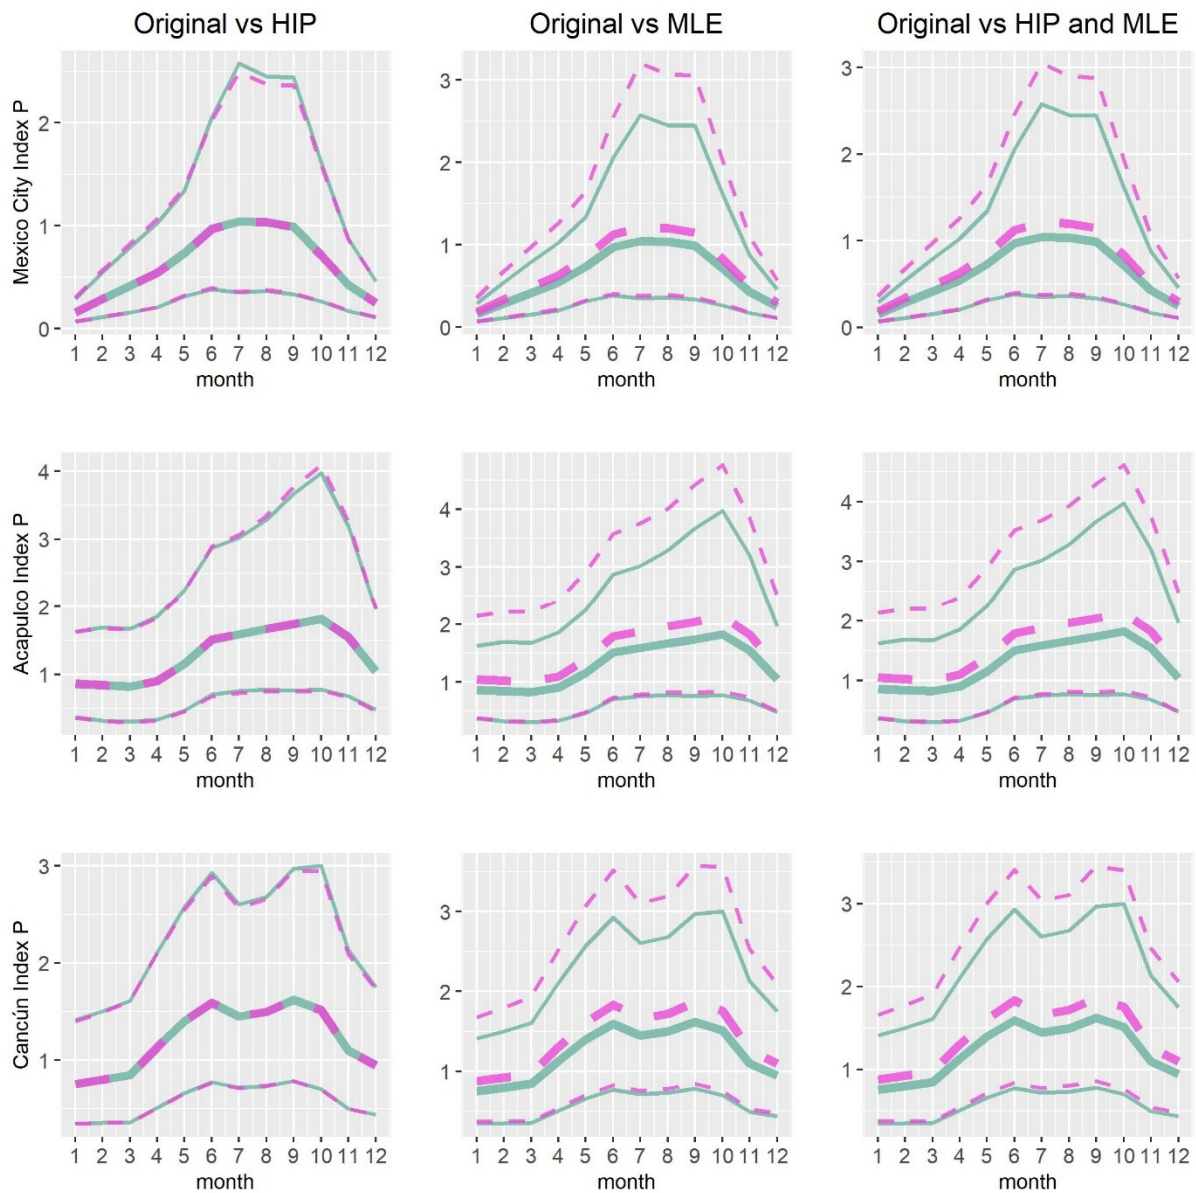 Original vs HIP
Original vs MLE
Original vs HIP and MLE
Mexico City Index P
2
1
0
1 2 3 4 5 6 7 8 9 10 11 12
month
3
2
1
0
1 2 3 4 5 6 7 8 9 10 11 12
month
3
2
1
0
1 2 3 4 5 6 7 8 9 10 11 12
month
Acapulco Index P
4
3
2
1
1 2 3 4 5 6 7 8 9 10 11 12
month
4
3
2
1
1 2 3 4 5 6 7 8 9 10 11 12
month
4
3
2
1
1 2 3 4 5 6 7 8 9 10 11 12
month
Cancún Index P
3
2
1
1 2 3 4 5 6 7 8 9 10 11 12
month
3
2
1
1 2 3 4 5 6 7 8 9 10 11 12
month
3
2
1
1 2 3 4 5 6 7 8 9 10 11 12
month